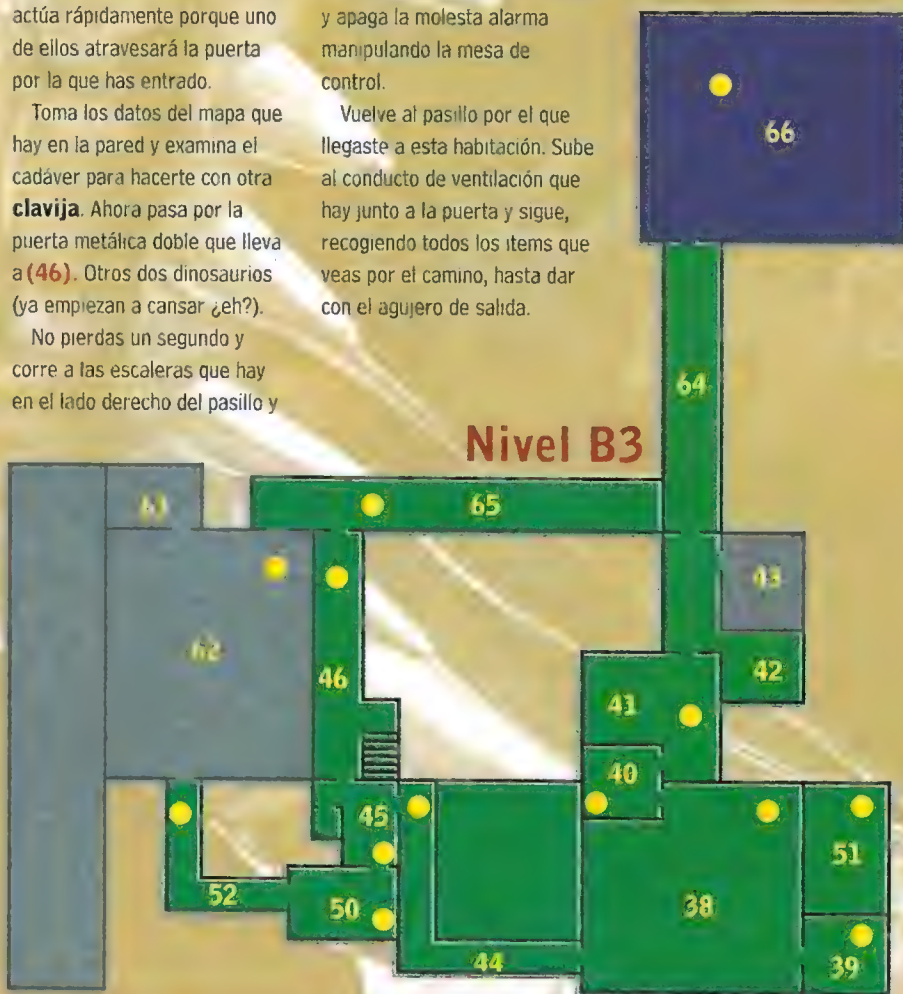 actúa rápidamente porque uno
de ellos atravesará la puerta
por la que has entrado.
Toma los datos del mapa que
hay en la pared y examina el
cadáver para hacerte con otra
clavija. Ahora pasa por la
puerta metálica doble que lleva
a (46). Otros dos dinosaurios
(ya empiezan a cansar ¿eh?).
No pierdas un segundo y
corre a las escaleras que hay
en el lado derecho del pasillo y
y apaga la molesta alarma
manipulando la mesa de
control.
Vuelve al pasillo por el que
llegaste a esta habitación. Sube
al conducto de ventilación que
hay junto a la puerta y sigue,
recogiendo todos los items que
veas por el camino, hasta dar
con el agujero de salida.
Nivel B3
66
64
65
43
62
46
42
41
40
45
51
52
50
38
44
39